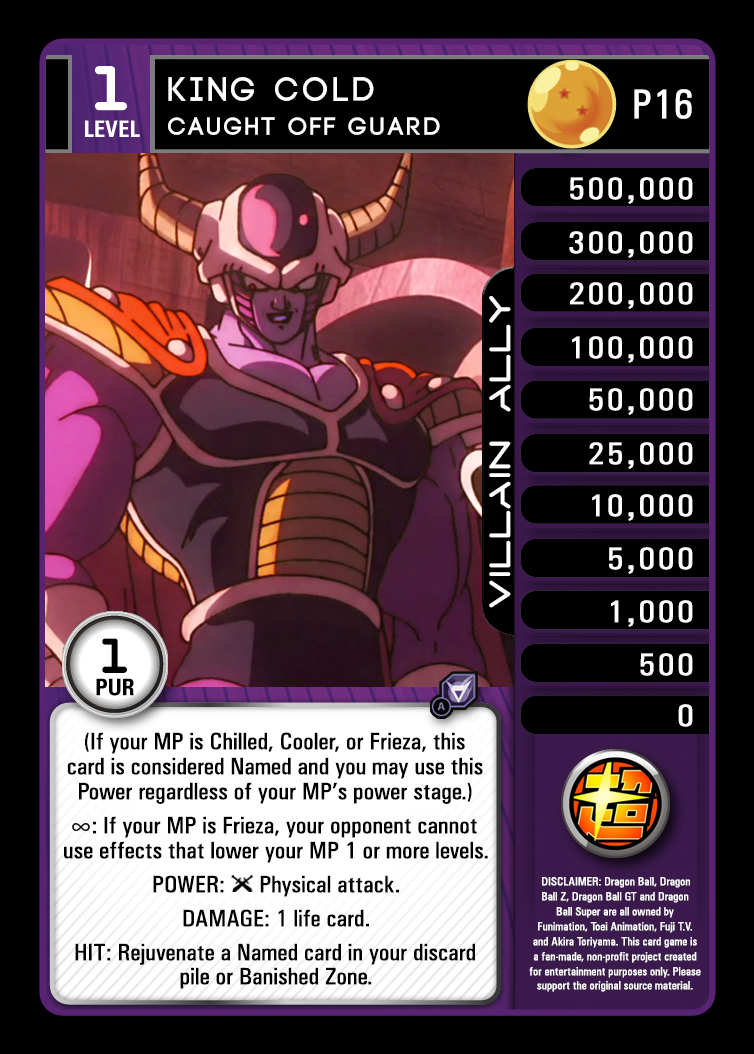 1
LEVEL
KING COLD
CAUGHT OFF GUARD
P16
500,000
300,000
200,000
100,000
50,000
25,000
10,000
5,000
1,000
500
0
VILLAIN ALLY
1
PUR
A
(If your MP is Chilled, Cooler, or Frieza, this
card is considered Named and you may use this
Power regardless of your MP's power stage.)
∞: If your MP is Frieza, your opponent cannot
use effects that lower your MP 1 or more levels.
POWER: Physical attack.
DAMAGE: 1 life card.
HIT: Rejuvenate a Named card in your discard
pile or Banished Zone.
超
DISCLAIMER: Dragon Ball, Dragon
Ball Z, Dragon Ball GT and Dragon
Ball Super are all owned by
Funimation, Toei Animation, Fuji T.V.
and Akira Toriyama. This card game is
a fan-made, non-profit project created
for entertainment purposes only. Please
support the original source material.